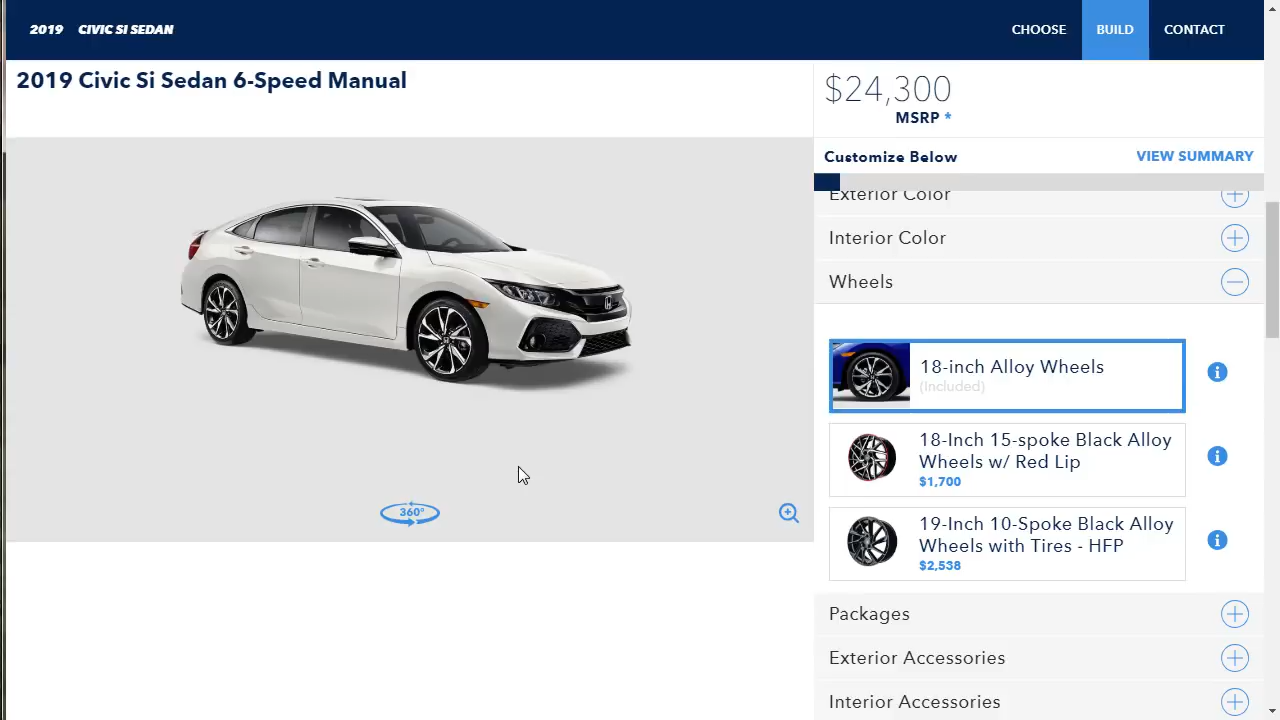 2019 CIVIC SI SEDAN
CHOOSE
BUILD
CONTACT
2019 Civic Si Sedan 6-Speed Manual
$24,300
MSRP *
Customize Below
VIEW SUMMARY
Exterior Color
Interior Color
Wheels
18-inch Alloy Wheels
(Included)
18-Inch 15-spoke Black Alloy
Wheels w/ Red Lip
$1,700
19-Inch 10-Spoke Black Alloy
Wheels with Tires - HFP
$2,538
360°
Packages
Exterior Accessories
Interior Accessories